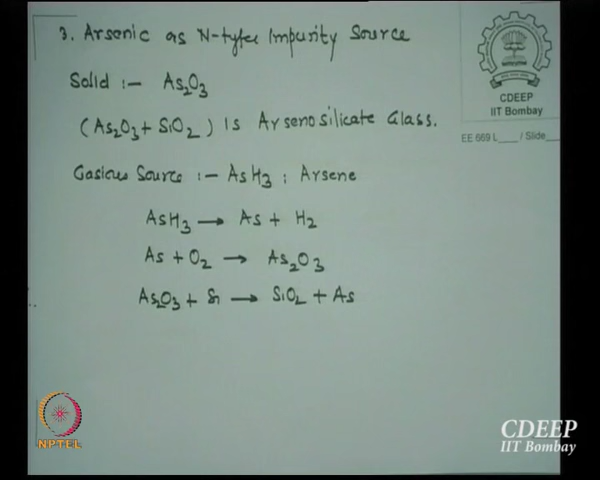 3. Arsenic as N-type Impurity Source
Solid :- As2O3
(As2O3 + SiO2) Is Arsenosilicate Glass.
Gasious Source :- AsH3 : Arsene
AsH3 → As + H2
As + O2 → As2O3
As2O3 + Si → SiO2 + As
CDEEP
IIT Bombay
EE 669 L___ / Slide___
NPTEL
CDEEP
IIT Bombay